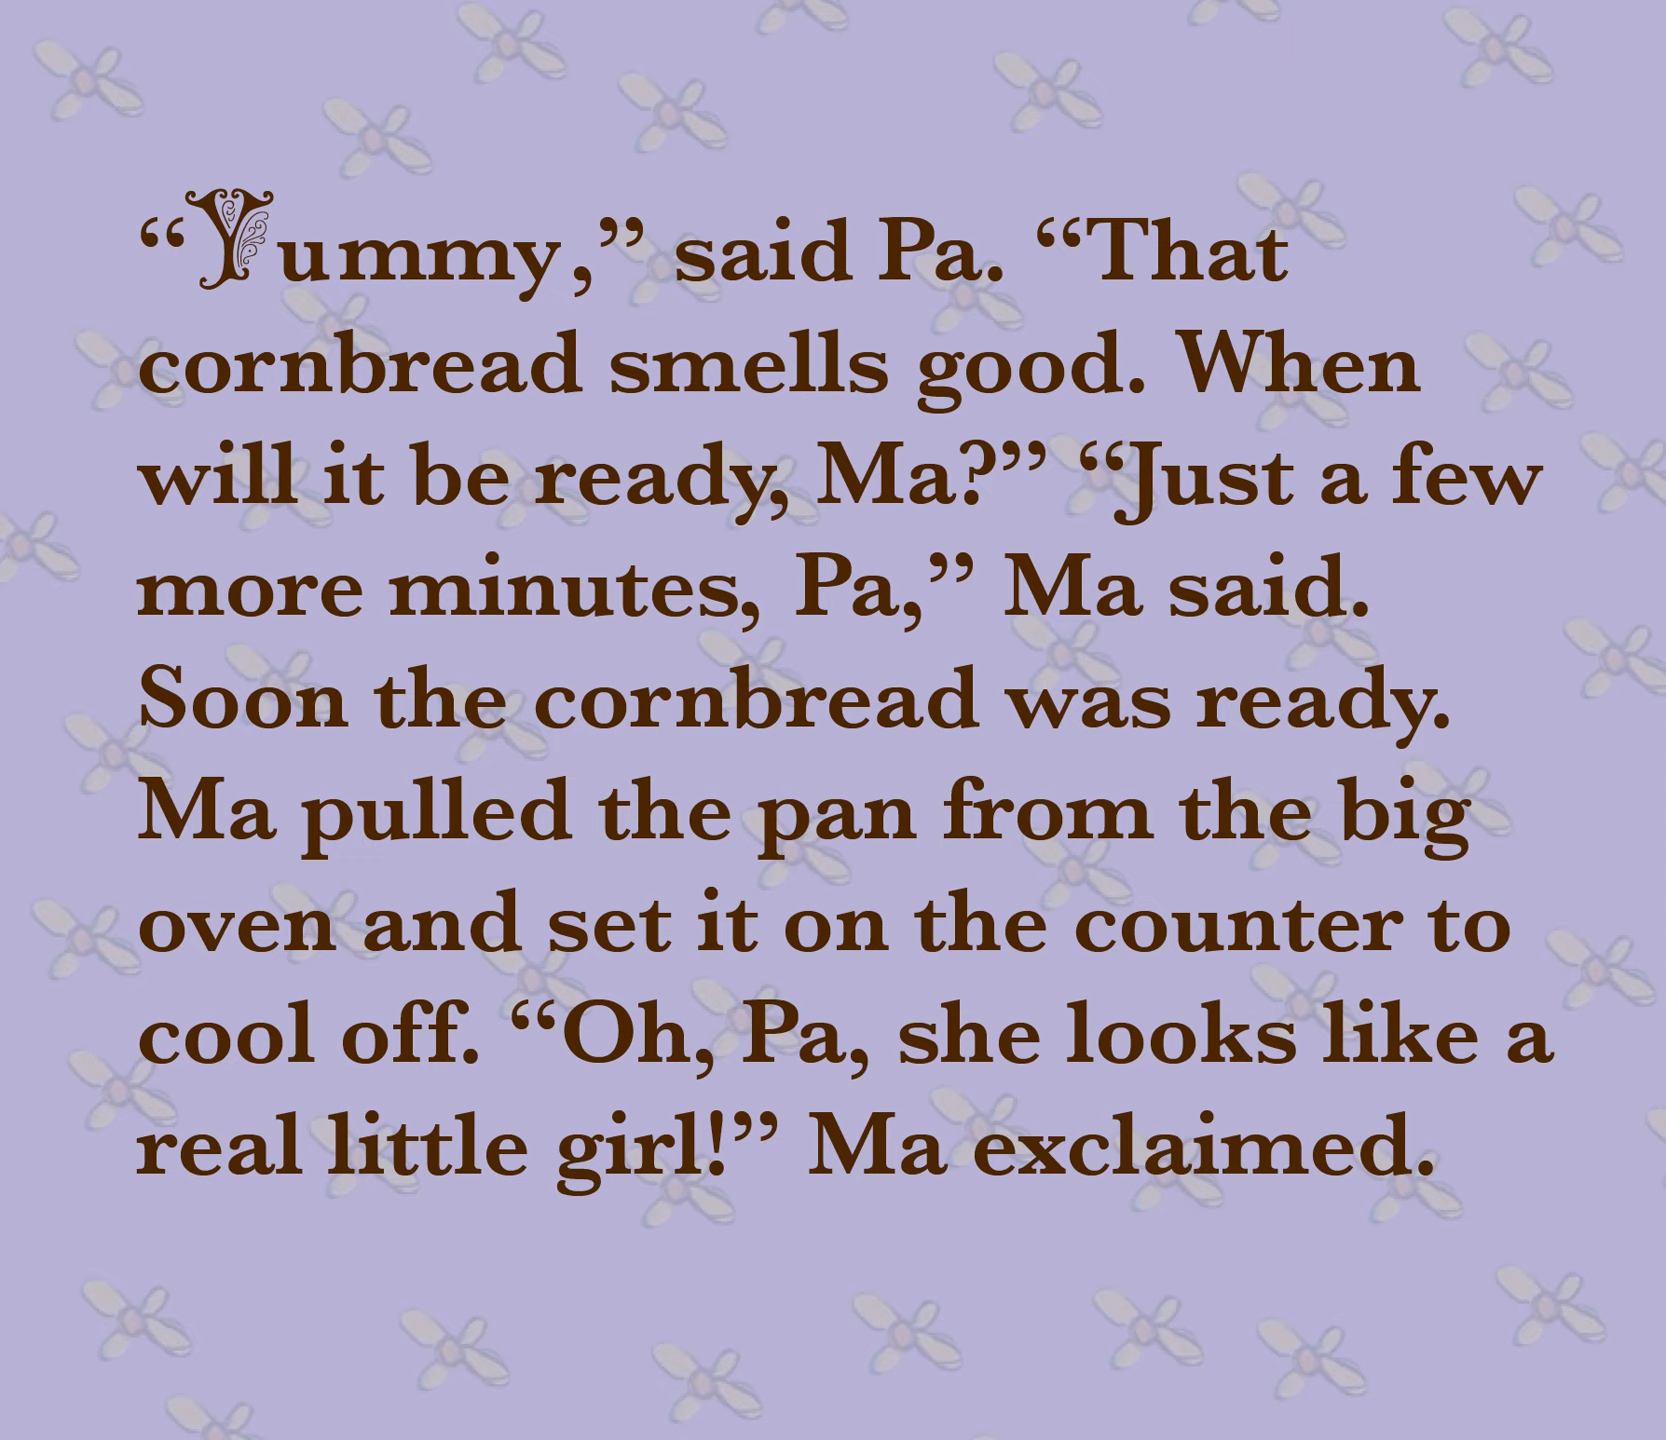 “Yummy,” said Pa. “That
cornbread smells good. When
will it be ready, Ma?” “Just a few
more minutes, Pa,” Ma said.
Soon the cornbread was ready.
Ma pulled the pan from the big
oven and set it on the counter to
cool off. “Oh, Pa, she looks like a
real little girl!” Ma exclaimed.